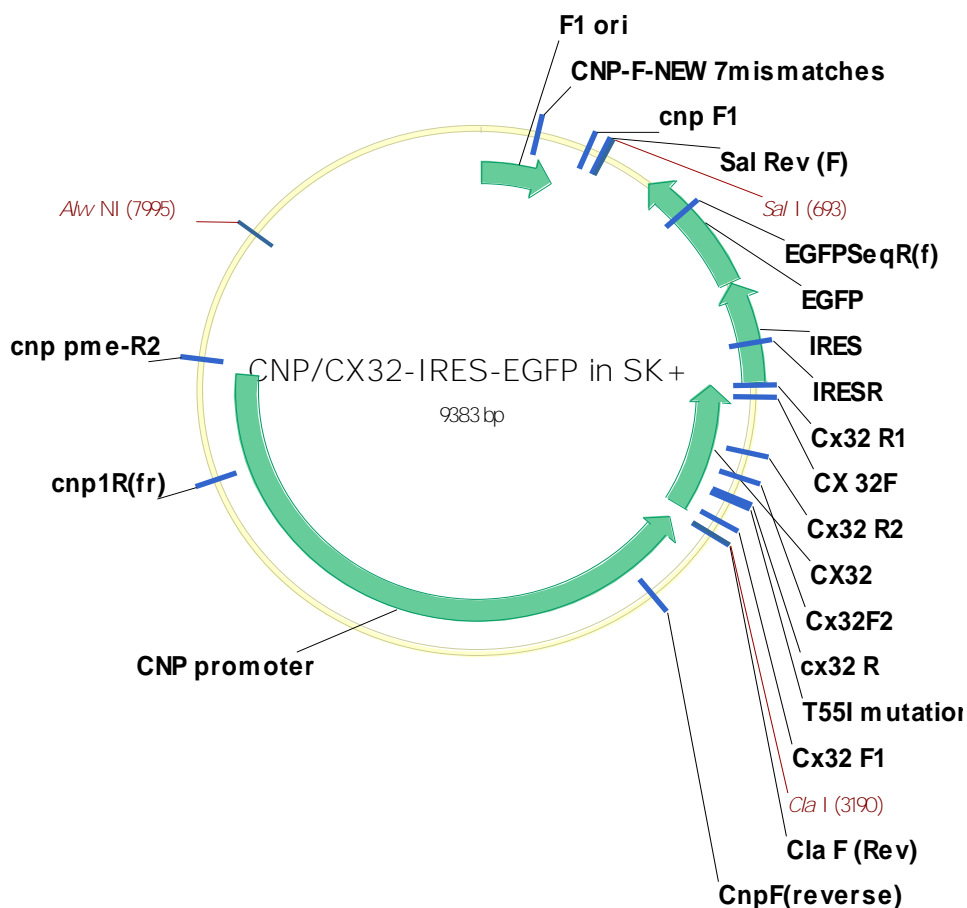 F1 ori
CNP-F-NEW 7mismatches
cnp F1
Sal Rev (F)
Alw NI (7995)
Sal I (693)
EGFPSeqR(f)
EGFP
cnp pme-R2
IRES
CNP/CX32-IRES-EGFP in SK+
IRESR
9383 bp
Cx32 R1
cnp1R(fr)
CX 32F
Cx32 R2
CX32
Cx32F2
CNP promoter
cx32 R
T55I mutation
Cx32 F1
Cla I (3190)
Cla F (Rev)
CnpF(reverse)